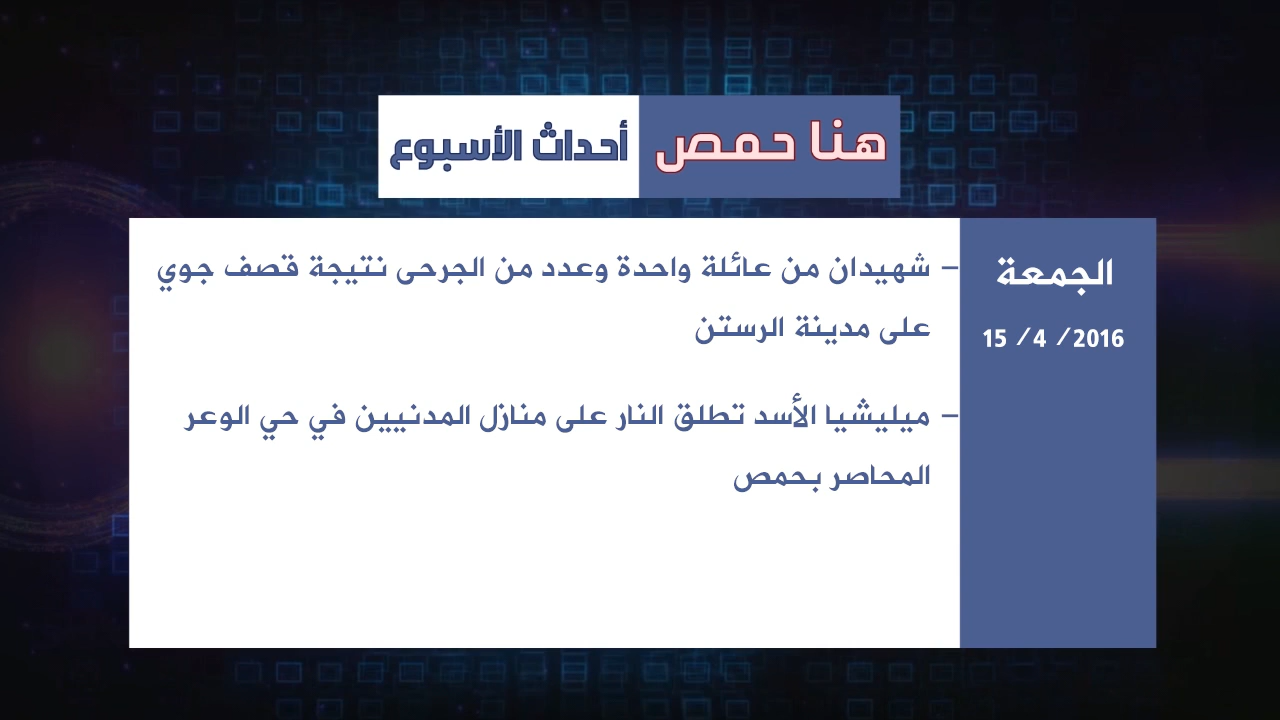 هنا حمص أحداث الأسبوع
الجمعة
15 /4 /2016
– شهيدان من عائلة واحدة وعدد من الجرحى نتيجة قصف جوي
على مدينة الرستن
– ميليشيا الأسد تطلق النار على منازل المدنيين في حي الوعر
المحاصر بحمص